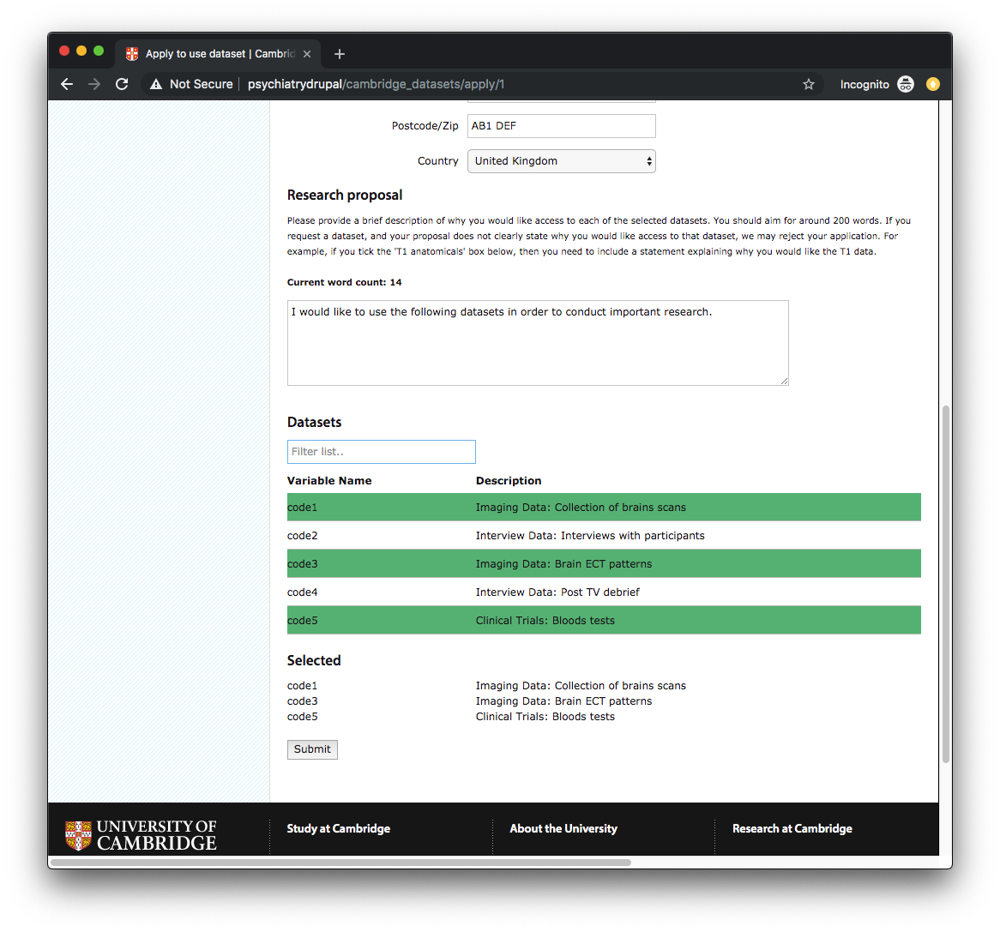 Apply to use dataset | Cambrid
Not Secure psychiatrydrupal/cambridge_datasets/apply/1 Incognito
Postcode/Zip AB1 DEF
Country United Kingdom
Research proposal
Please provide a brief description of why you would like access to each of the selected datasets. You should aim for around 200 words. If you
request a dataset, and your proposal does not clearly state why you would like access to that dataset, we may reject your application. For
example, if you tick the 'T1 anatomicals' box below, then you need to include a statement explaining why you would like the T1 data.
Current word count: 14
I would like to use the following datasets in order to conduct important research.
Datasets
Filter list..
Variable Name Description
code1 Imaging Data: Collection of brains scans
code2 Interview Data: Interviews with participants
code3 Imaging Data: Brain ECT patterns
code4 Interview Data: Post TV debrief
code5 Clinical Trials: Bloods tests
Selected
code1 Imaging Data: Collection of brains scans
code3 Imaging Data: Brain ECT patterns
code5 Clinical Trials: Bloods tests
Submit
UNIVERSITY OF
CAMBRIDGE
Study at Cambridge
About the University
Research at Cambridge